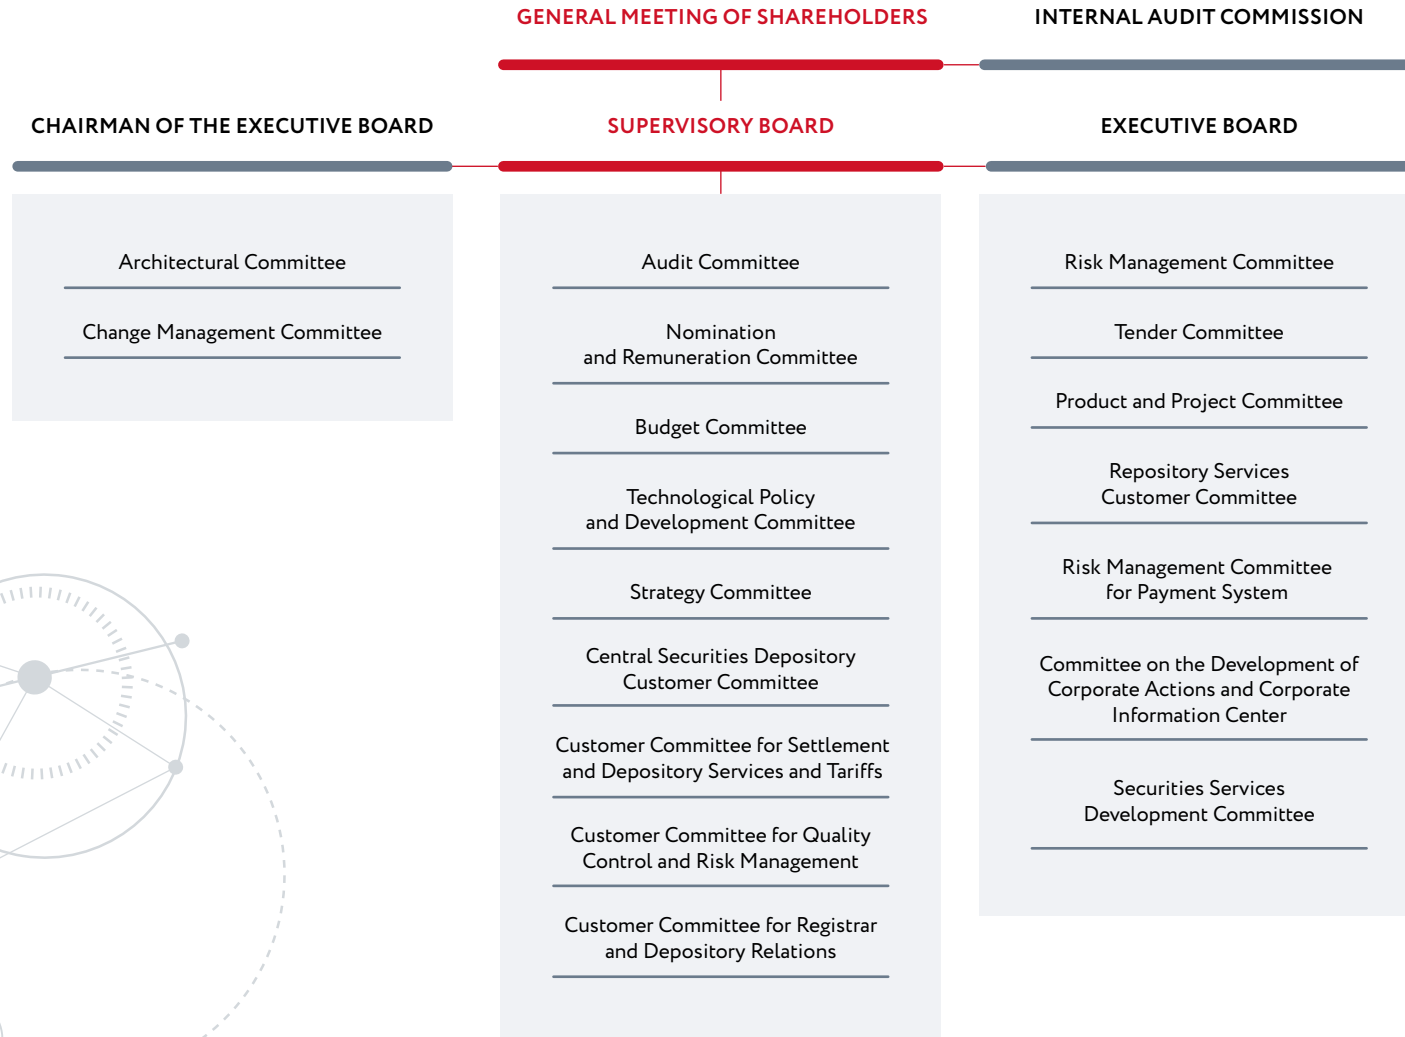 GENERAL MEETING OF SHAREHOLDERS
INTERNAL AUDIT COMMISSION
CHAIRMAN OF THE EXECUTIVE BOARD
SUPERVISORY BOARD
EXECUTIVE BOARD
Architectural Committee
Change Management Committee
Audit Committee
Nomination
and Remuneration Committee
Budget Committee
Technological Policy
and Development Committee
Strategy Committee
Central Securities Depository
Customer Committee
Customer Committee for Settlement
and Depository Services and Tariffs
Customer Committee for Quality
Control and Risk Management
Customer Committee for Registrar
and Depository Relations
Risk Management Committee
Tender Committee
Product and Project Committee
Repository Services
Customer Committee
Risk Management Committee
for Payment System
Committee on the Development of
Corporate Actions and Corporate
Information Center
Securities Services
Development Committee